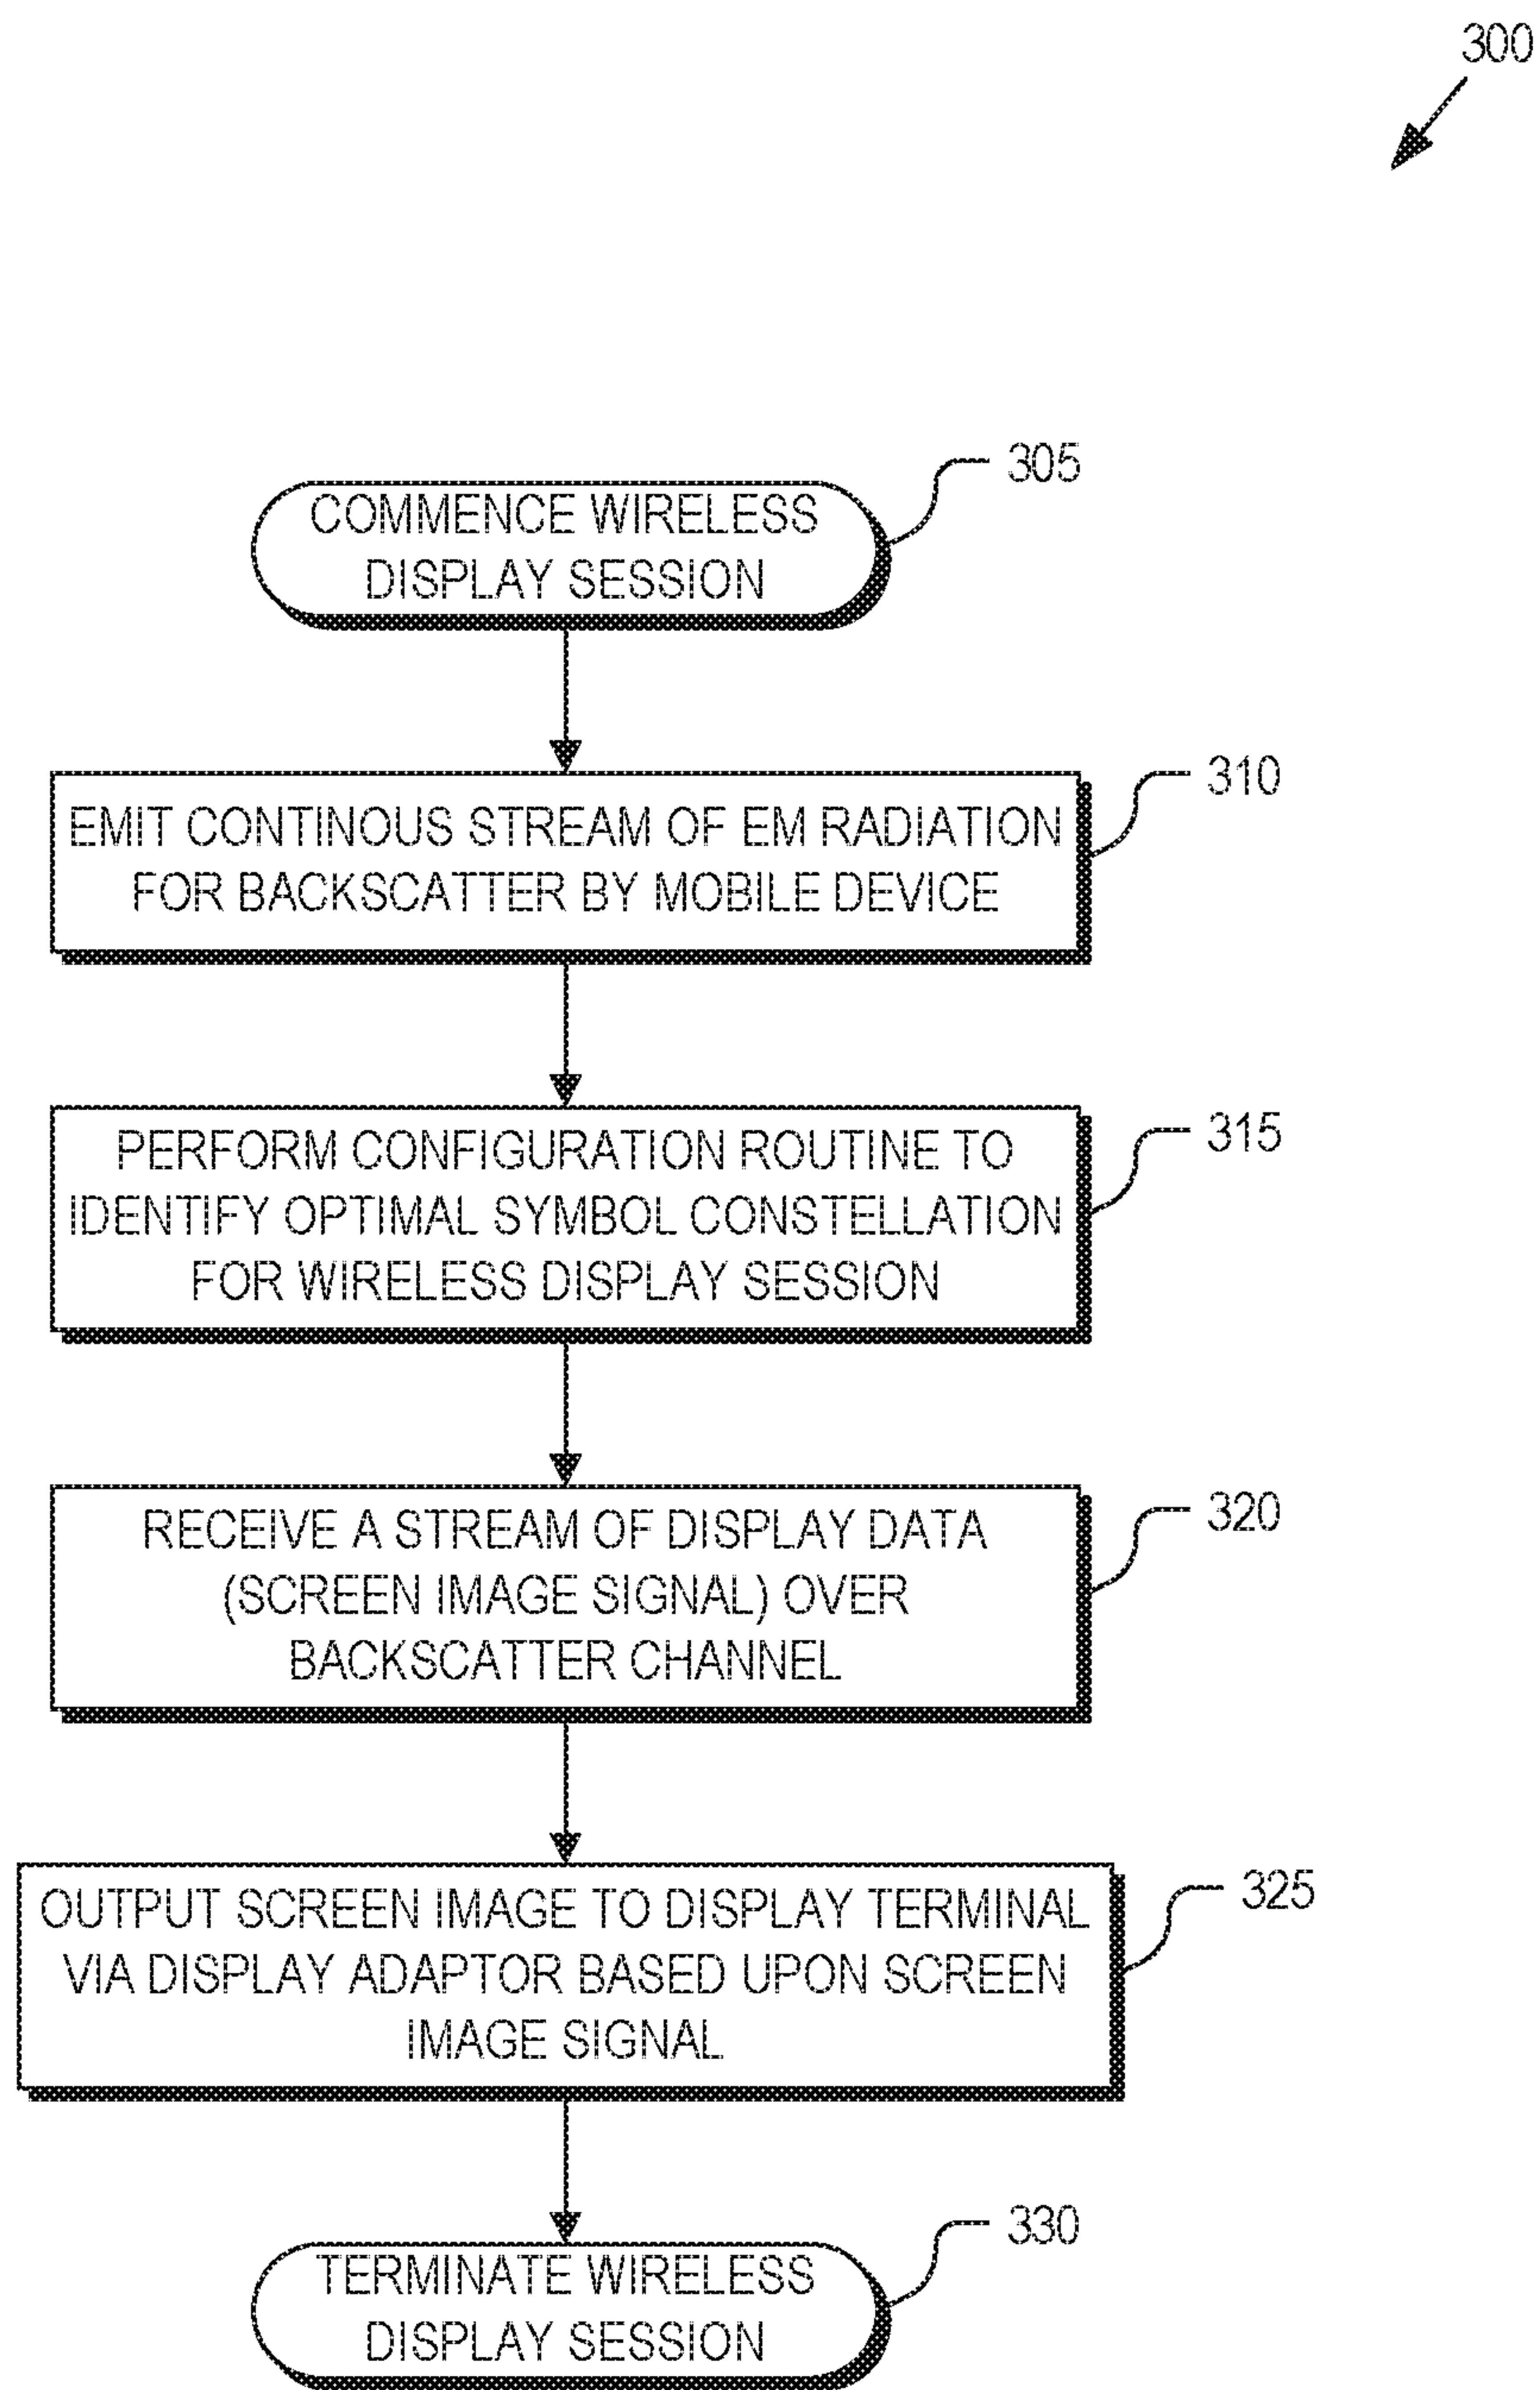 300
305
COMMENCE WIRELESS
DISPLAY SESSION
310
EMIT CONTINOUS STREAM OF EM RADIATION
FOR BACKSCATTER BY MOBILE DEVICE
315
PERFORM CONFIGURATION ROUTINE TO
IDENTIFY OPTIMAL SYMBOL CONSTELLATION
FOR WIRELESS DISPLAY SESSION
320
RECEIVE A STREAM OF DISPLAY DATA
(SCREEN IMAGE SIGNAL) OVER
BACKSCATTER CHANNEL
325
OUTPUT SCREEN IMAGE TO DISPLAY TERMINAL
VIA DISPLAY ADAPTOR BASED UPON SCREEN
IMAGE SIGNAL
330
TERMINATE WIRELESS
DISPLAY SESSION